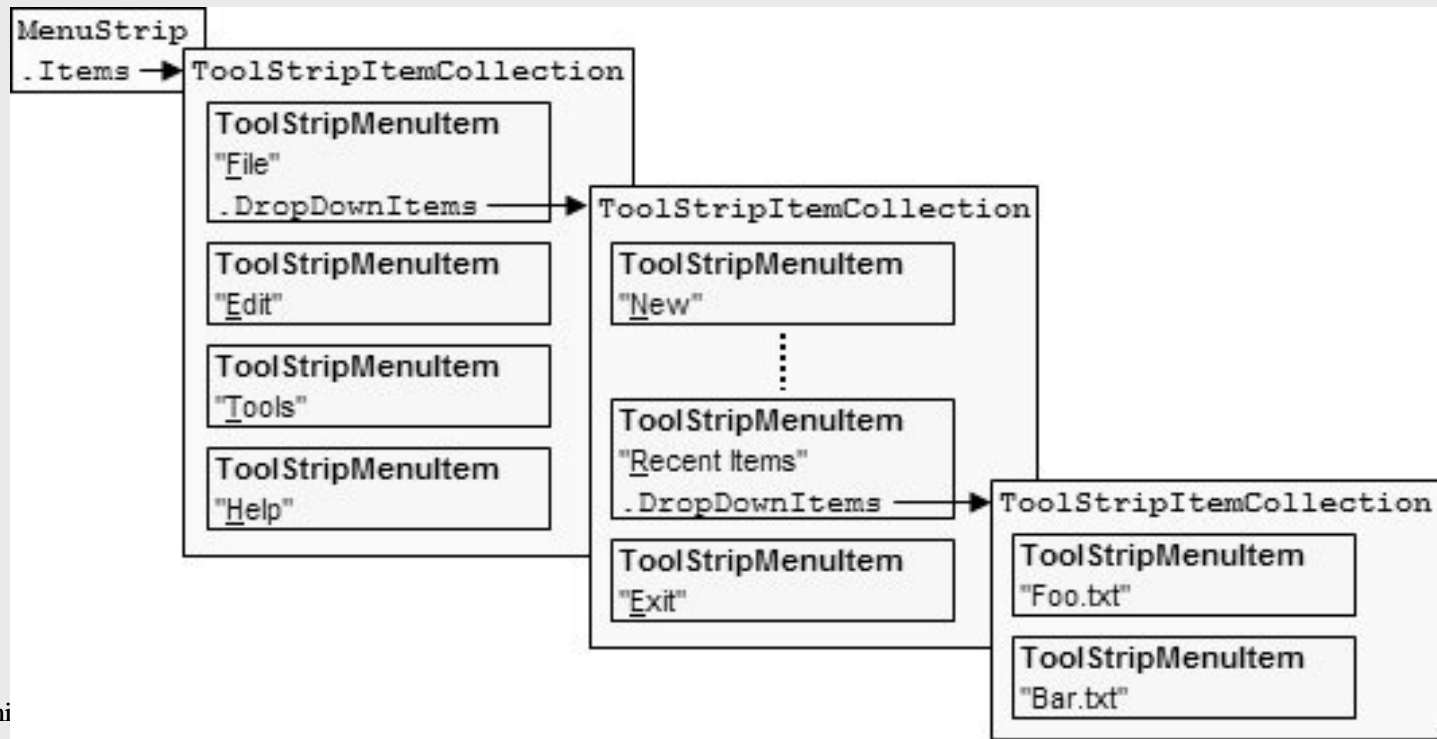 MenuStrip
.Items
ToolStripItemCollection
ToolStripMenuItem
"File"
.DropDownItems
ToolStripMenuItem
"Edit"
ToolStripMenuItem
"Tools"
ToolStripMenuItem
"Help"
ToolStripItemCollection
ToolStripMenuItem
"New"
ToolStripMenuItem
"Recent Items"
.DropDownItems
ToolStripMenuItem
"Exit"
ToolStripItemCollection
ToolStripMenuItem
"Foo.txt"
ToolStripMenuItem
"Bar.txt"